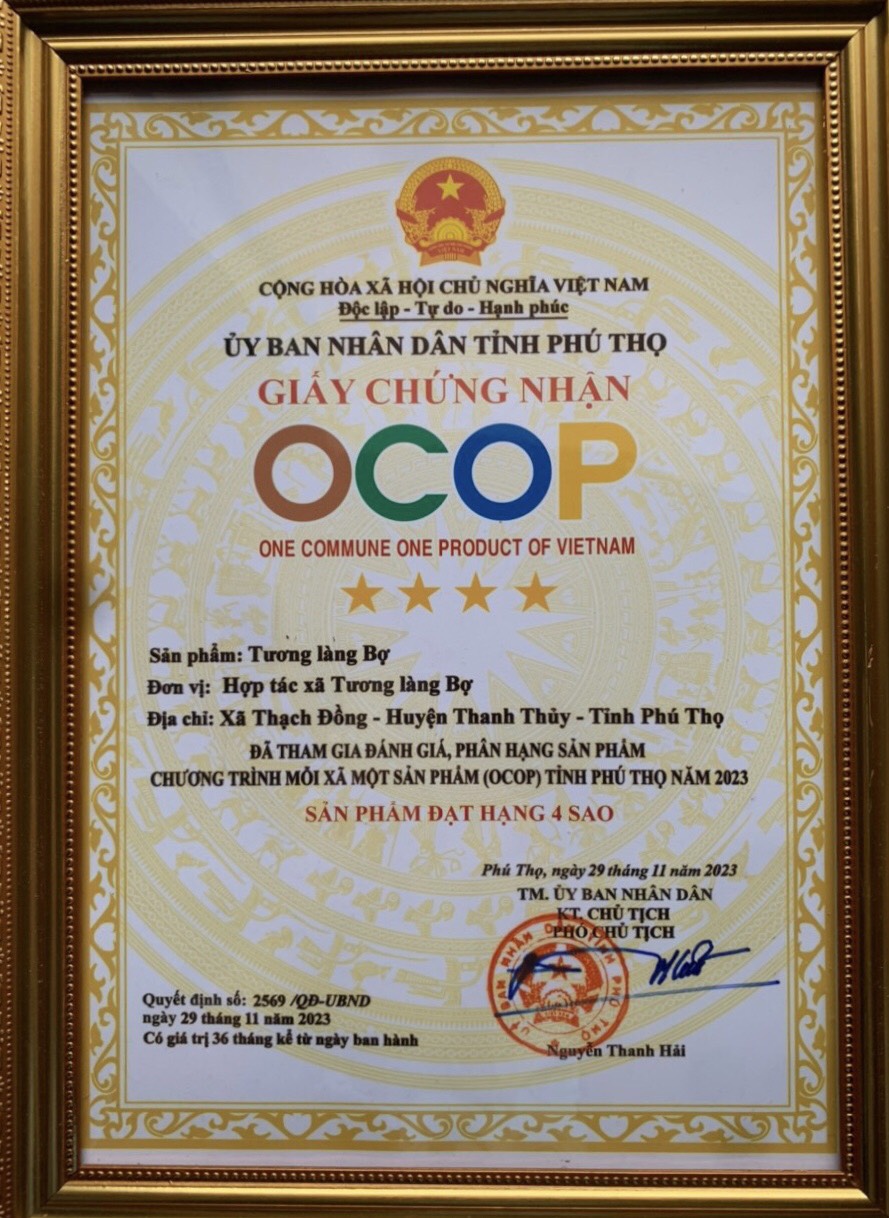 CỘNG HÒA XÃ HỘI CHỦ NGHĨA VIỆT NAM
Độc lập - Tự do - Hạnh phúc
ỦY BAN NHÂN DÂN TỈNH PHÚ THỌ
GIẤY CHỨNG NHẬN
OCOP
ONE COMMUNE ONE PRODUCT OF VIETNAM
Sản phẩm: Tương làng Bợ
Đơn vị: Hợp tác xã Tương làng Bợ
Địa chỉ: Xã Thạch Đồng - Huyện Thanh Thủy - Tỉnh Phú Thọ
ĐÃ THAM GIA ĐÁNH GIÁ, PHÂN HẠNG SẢN PHẨM
CHƯƠNG TRÌNH MỖI XÃ MỘT SẢN PHẨM (OCOP) TỈNH PHÚ THỌ NĂM 2023
SẢN PHẨM ĐẠT HẠNG 4 SAO
Phú Thọ, ngày 29 tháng 11 năm 2023
TM. ỦY BAN NHÂN DÂN
KT. CHỦ TỊCH
PHÓ CHỦ TỊCH
Quyết định số: 2569 /QĐ-UBND
ngày 29 tháng 11 năm 2023
Có giá trị 36 tháng kể từ ngày ban hành
Nguyễn Thanh Hải